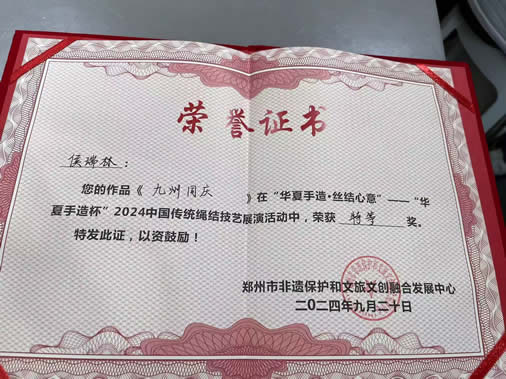 荣誉证书
侯瑞林：
您的作品《九州同庆》在“华夏手造·丝结心意”——“华
夏手造杯”2024中国传统绳结技艺展演活动中，荣获 特等 奖。
特发此证，以资鼓励！
郑州市非遗保护和文旅文创融合发展中心
二〇二四年九月二十日